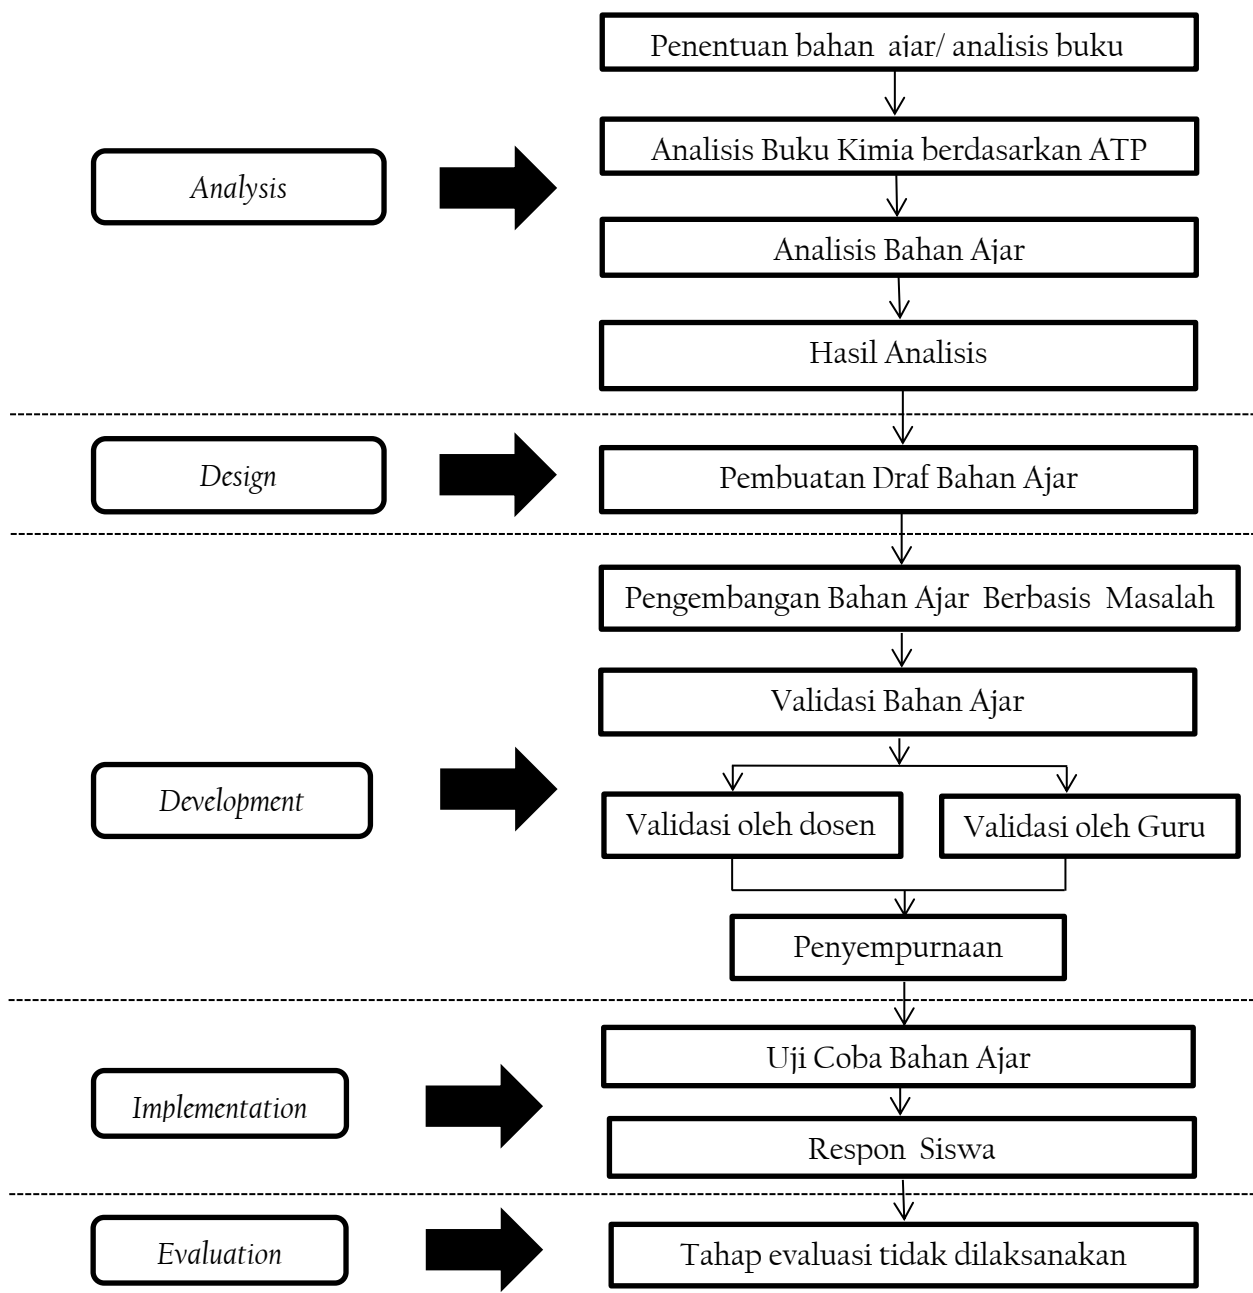 Penentuan bahan ajar/ analisis buku
Analisis Buku Kimia berdasarkan ATP
Analysis
Analisis Bahan Ajar
Hasil Analisis
Design
Pembuatan Draf Bahan Ajar
Pengembangan Bahan Ajar Berbasis Masalah
Validasi Bahan Ajar
Development
Validasi oleh dosen
Validasi oleh Guru
Penyempurnaan
Uji Coba Bahan Ajar
Implementation
Respon Siswa
Evaluation
Tahap evaluasi tidak dilaksanakan